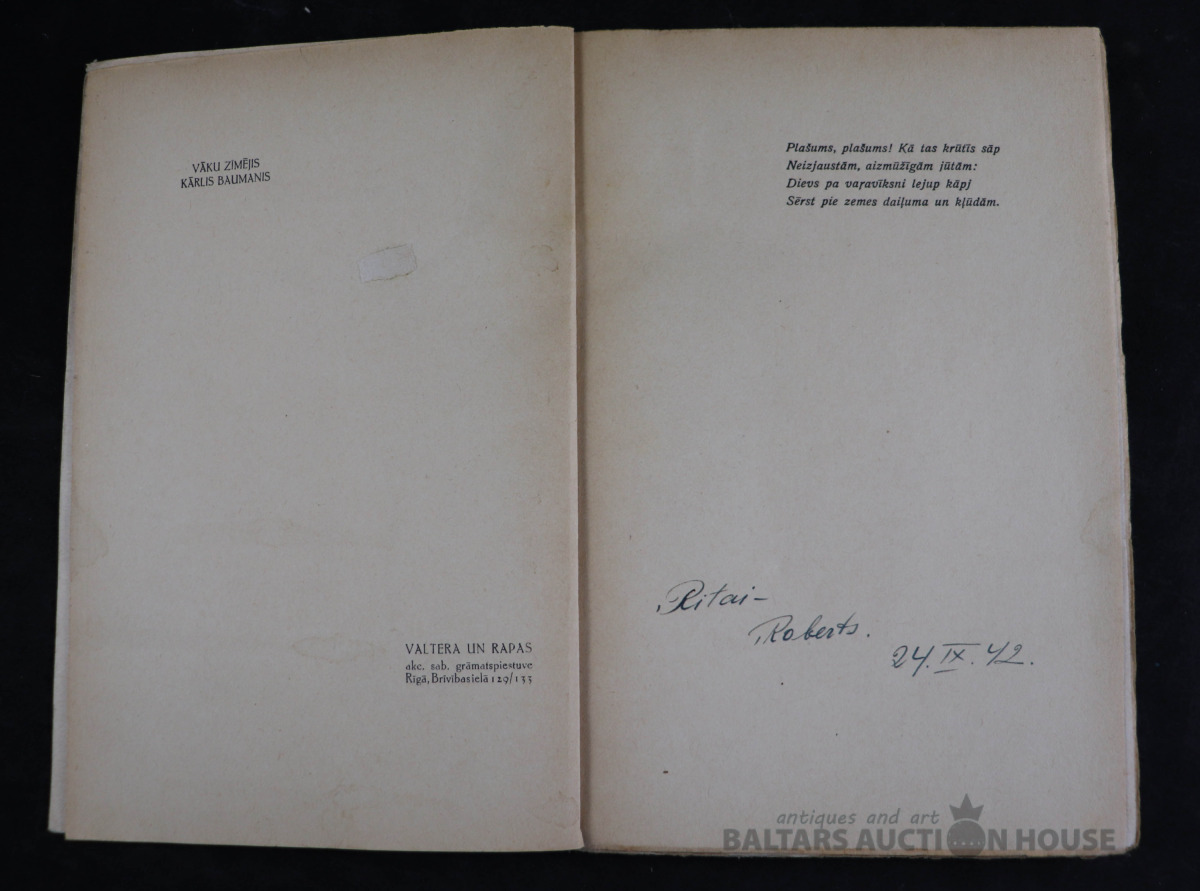 VĀKU ZĪMĒJIS
KĀRLIS BAUMANIS
VALTERA UN RAPAS
akc. sab. grāmatspiestuve
Rīgā, Brīvības ielā 129/133
Plašums, plašums! Ķā tas krūtīs sāp
Neizjaustām, aizmūžīgām jūtām:
Dievs pa vaŗavīksni lejup kāpj
Sērst pie zemes daiļuma un kļūdām.
Ritai–
Roberts.
24. IX. 42.
antiques and art
BALTARS AUCTION HOUSE